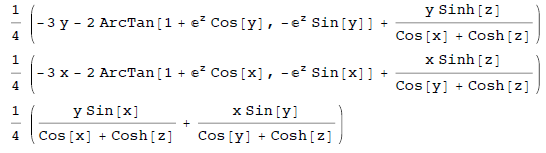 1/4 (-3 y - 2 ArcTan[1 + e^z Cos[y], -e^z Sin[y]] + (y Sinh[z])/(Cos[x] + Cosh[z]))
1/4 (-3 x - 2 ArcTan[1 + e^z Cos[x], -e^z Sin[x]] + (x Sinh[z])/(Cos[y] + Cosh[z]))
1/4 ((y Sin[x])/(Cos[x] + Cosh[z]) + (x Sin[y])/(Cos[y] + Cosh[z]))